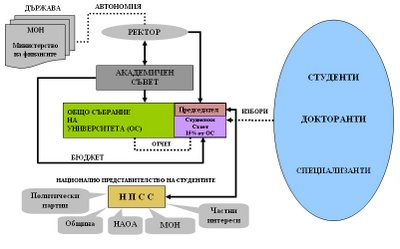 ДЪРЖАВА
АВТОНОМИЯ
МОН
Министерство
на финансите
РЕКТОР
АКАДЕМИЧЕН
СЪВЕТ
ОБЩО СЪБРАНИЕ
НА
УНИВЕРСИТЕТА (ОС)
Председател
Студентски
Съвет
15% от ОС
ИЗБОРИ
ОТЧЕТ
БЮДЖЕТ
СТУДЕНТИ
ДОКТОРАНТИ
СПЕЦИАЛИЗАНТИ
НАЦИОНАЛНО ПРЕДСТАВИТЕЛСТВО НА СТУДЕНТИТЕ
Политически
партии
Н П С С
Община
НАОА
МОН
Частни
интереси